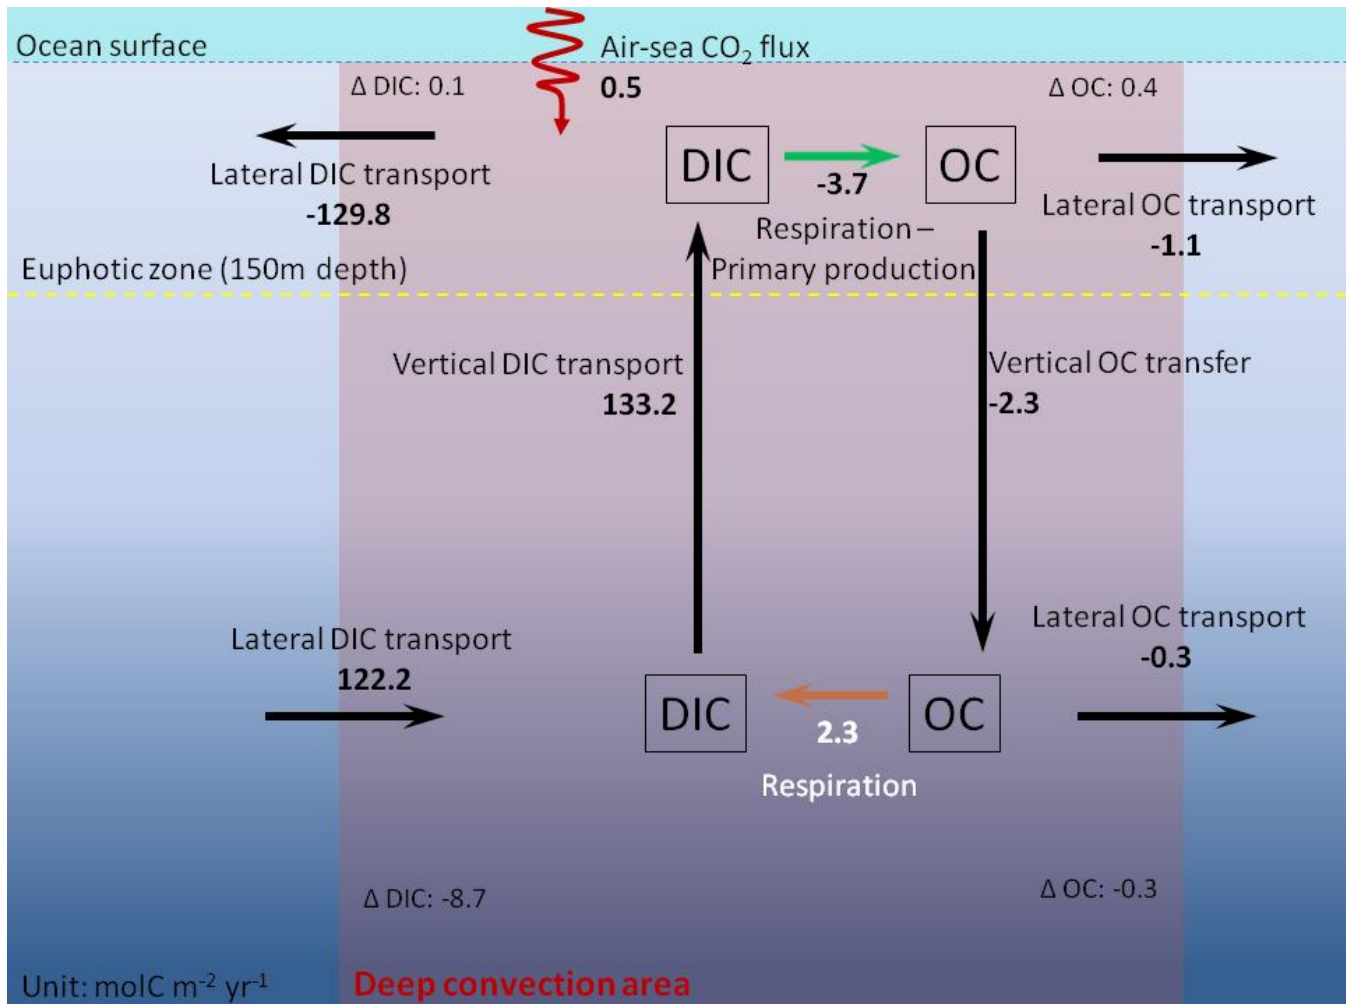 Ocean surface
Air-sea CO₂ flux
0.5
Δ DIC: 0.1
Δ OC: 0.4
DIC
OC
-3.7
Respiration –
Primary production
Lateral DIC transport
-129.8
Lateral OC transport
-1.1
Euphotic zone (150m depth)
Vertical DIC transport
133.2
Vertical OC transfer
-2.3
Lateral DIC transport
122.2
Lateral OC transport
-0.3
DIC
OC
2.3
Respiration
Δ DIC: -8.7
Δ OC: -0.3
Unit: molC m⁻² yr⁻¹
Deep convection area